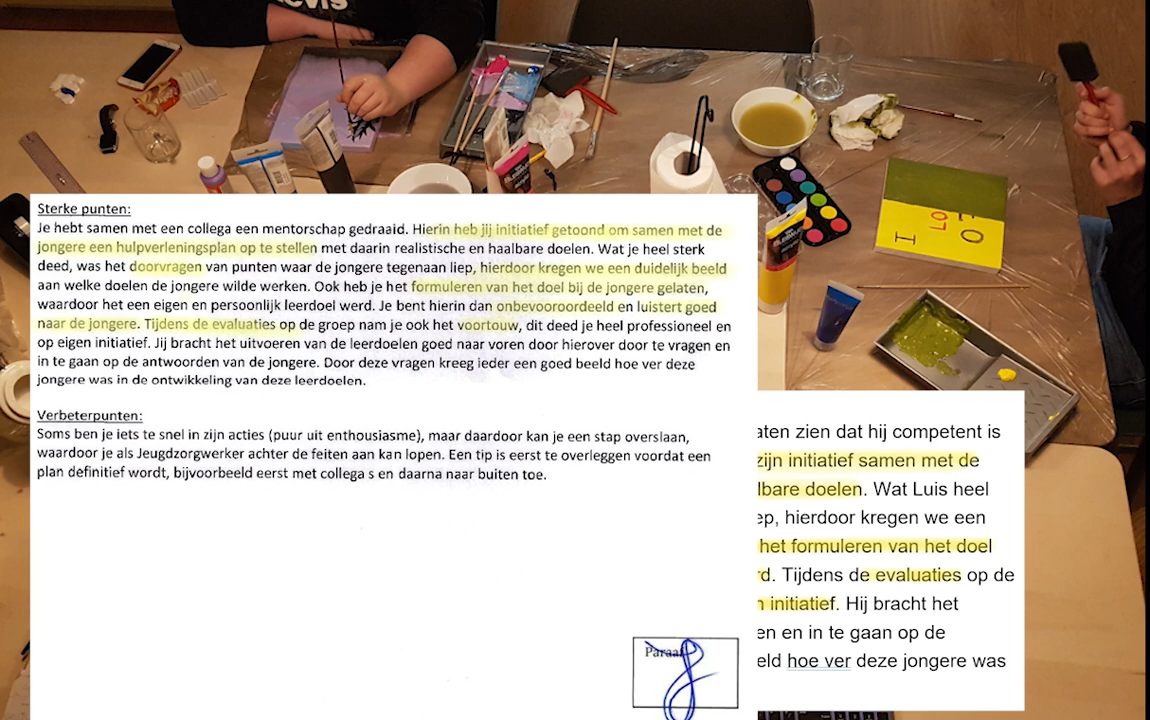 Sterke punten:
Je hebt samen met een collega een mentorschap gedraaid. Hierin heb jij initiatief getoond om samen met de
jongere een hulpverleningsplan op te stellen met daarin realistische en haalbare doelen. Wat je heel sterk
deed, was het doorvragen van punten waar de jongere tegenaan liep, hierdoor kregen we een duidelijk beeld
aan welke doelen de jongere wilde werken. Ook heb je het formuleren van het doel bij de jongere gelaten,
waardoor het een eigen en persoonlijk leerdoel werd. Je bent hierin dan onbevooroordeeld en luistert goed
naar de jongere. Tijdens de evaluaties op de groep nam je ook het voortouw, dit deed je heel professioneel en
op eigen initiatief. Jij bracht het uitvoeren van de leerdoelen goed naar voren door hierover door te vragen en
in te gaan op de antwoorden van de jongere. Door deze vragen kreeg ieder een goed beeld hoe ver deze
jongere was in de ontwikkeling van deze leerdoelen.
Verbeterpunten:
Soms ben je iets te snel in zijn acties (puur uit enthousiasme), maar daardoor kan je een stap overslaan,
waardoor je als Jeugdzorgwerker achter de feiten aan kan lopen. Een tip is eerst te overleggen voordat een
plan definitief wordt, bijvoorbeeld eerst met collega s en daarna naar buiten toe.
Paraaf
aten zien dat hij competent is
zijn initiatief samen met de
lbare doelen. Wat Luis heel
ep, hierdoor kregen we een
het formuleren van het doel
rd. Tijdens de evaluaties op de
n initiatief. Hij bracht het
en en in te gaan op de
eld hoe ver deze jongere was
I
LO